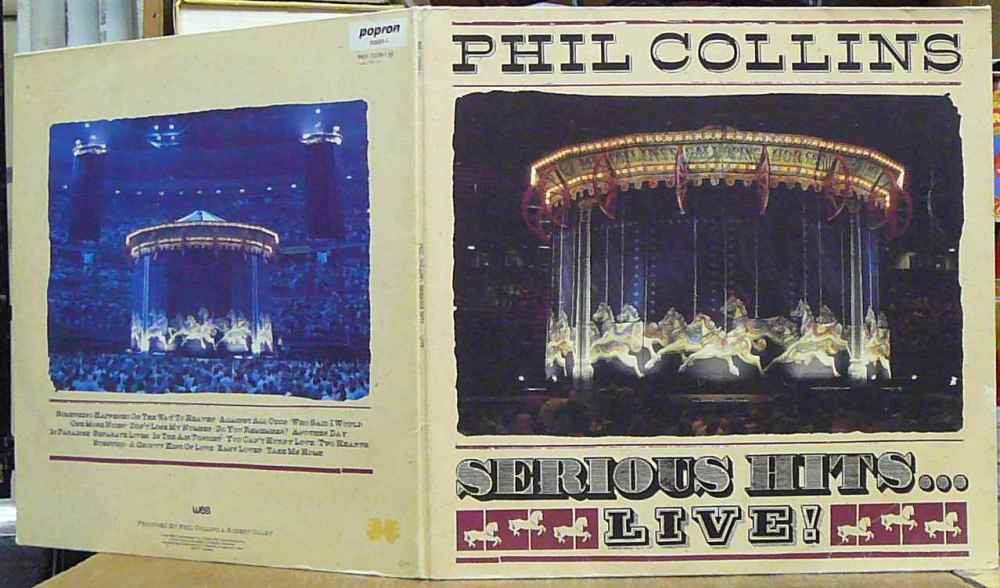 popron
Something Happened On The Way To Heaven · Against All Odds · Who Said I Would
One More Night · Don't Lose My Number · Do You Remember? · Another Day
In Paradise · Separate Lives · In The Air Tonight · You Can't Hurry Love · Two Hearts
Sussudio · A Groovy Kind Of Love · Easy Lover · Take Me Home
wea
Produced By Phil Collins & Robert Colby
PHIL COLLINS
SERIOUS HITS...
LIVE!